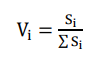 Vᵢ = sᵢ / ∑ sᵢ